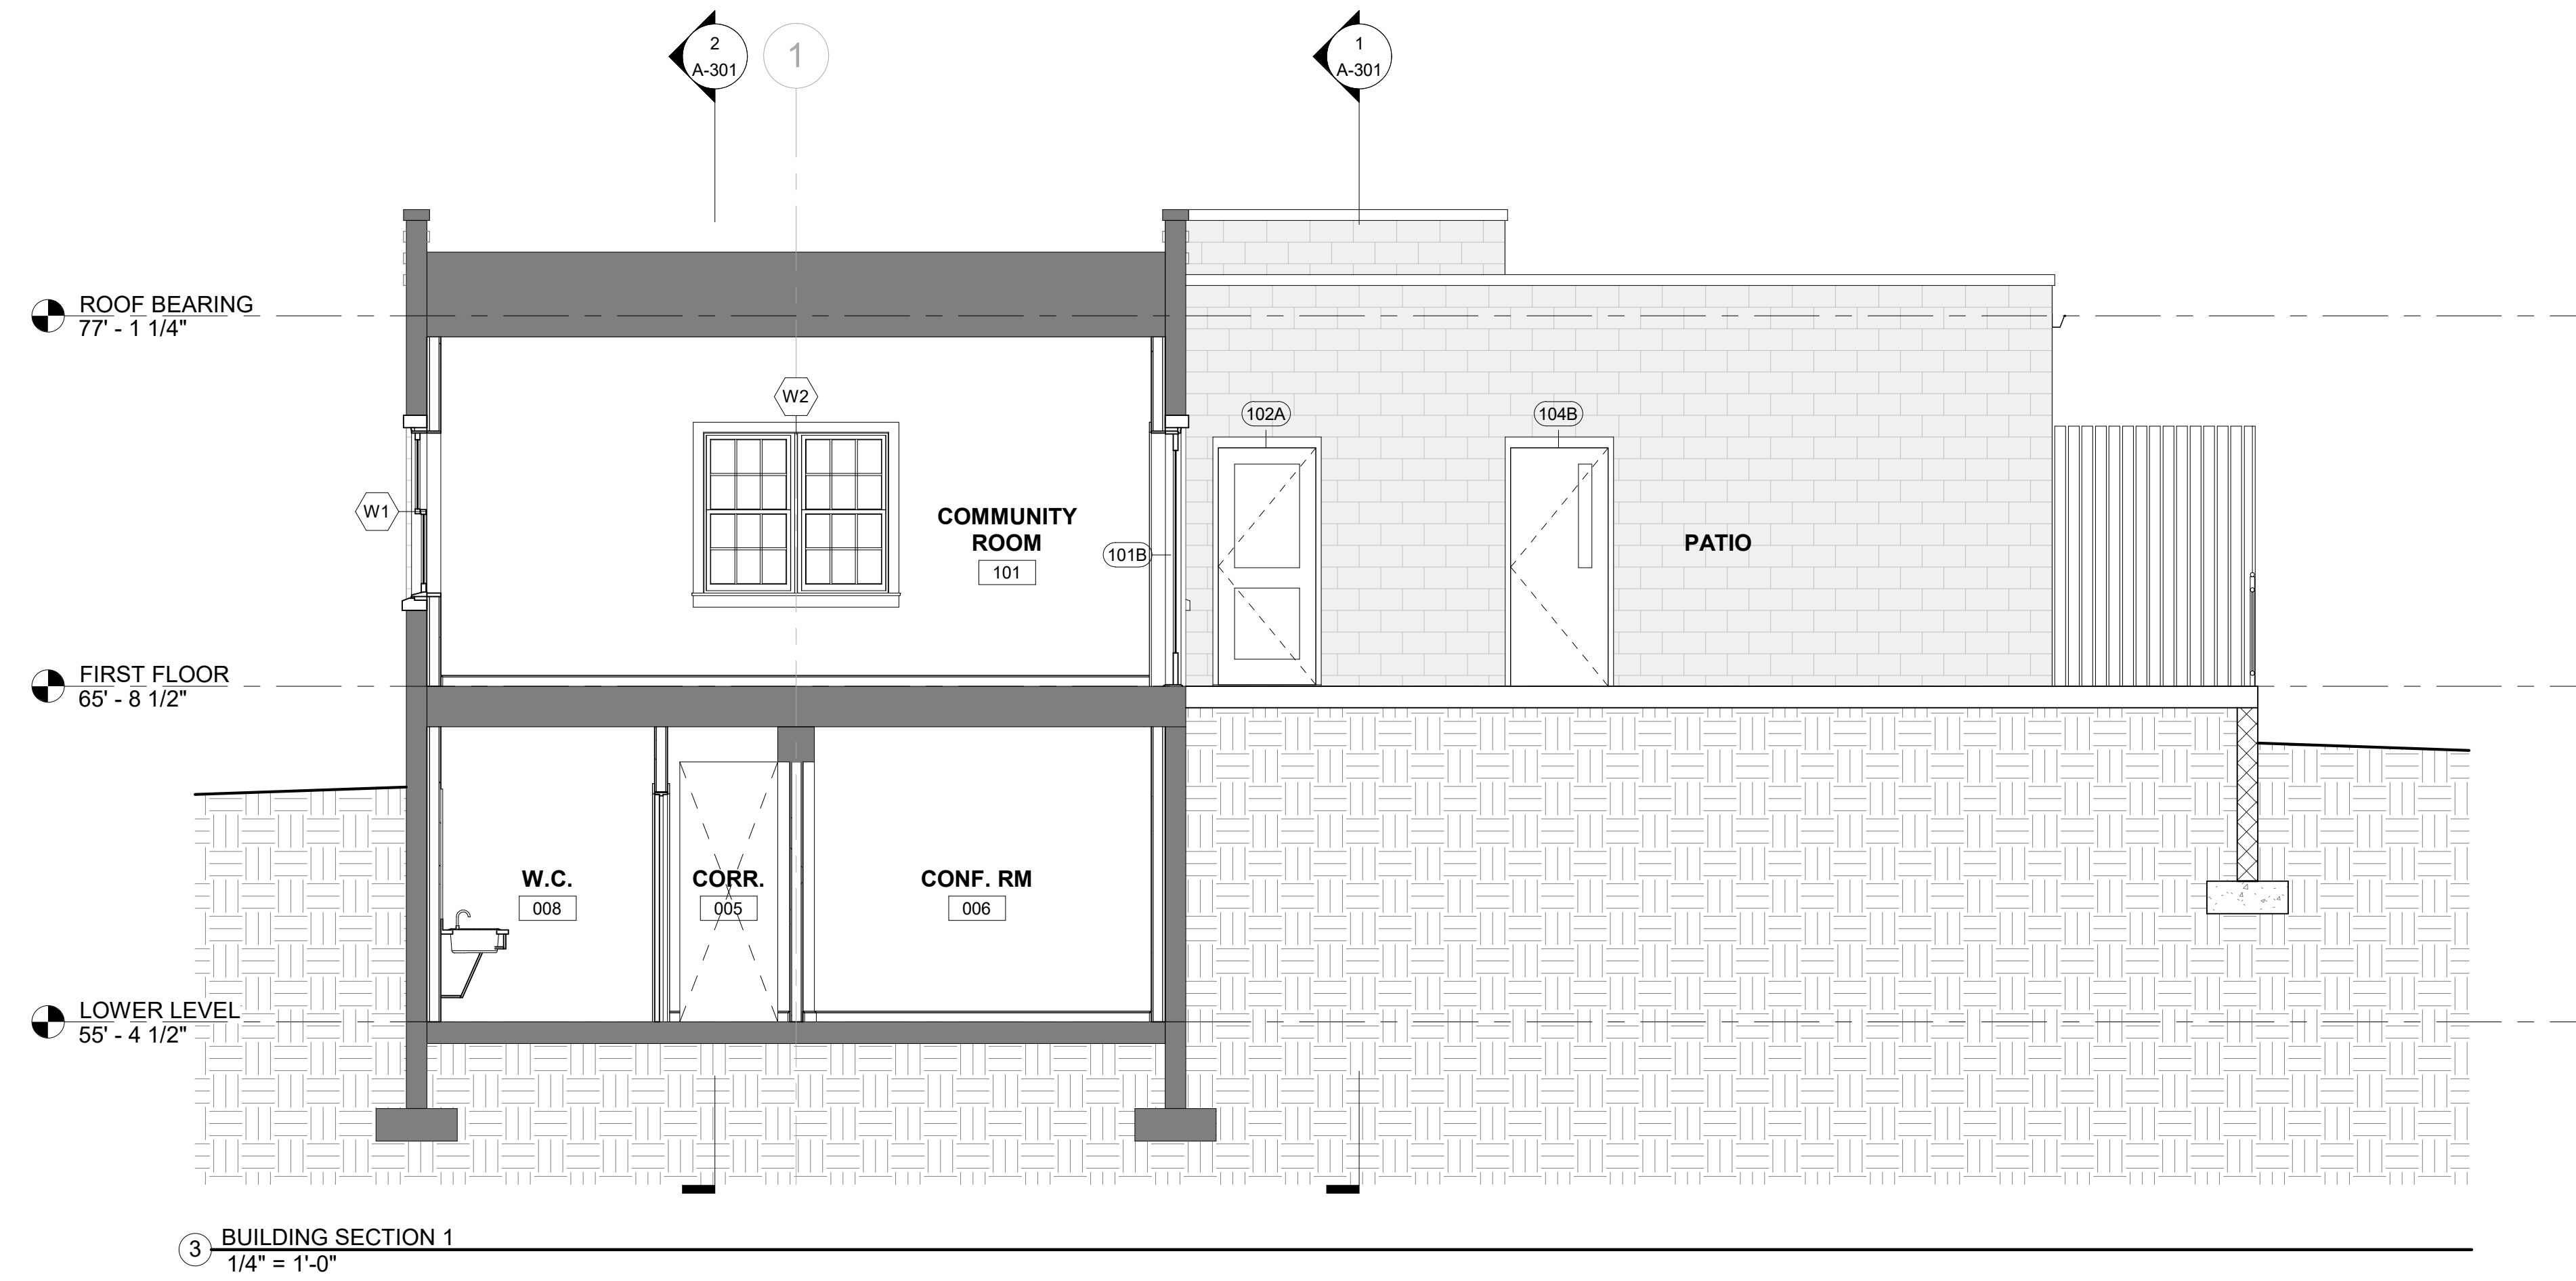 2
A-301
1
1
A-301
ROOF BEARING
77' - 1 1/4"
W2
102A
104B
W1
COMMUNITY
ROOM
101
101B
PATIO
FIRST FLOOR
65' - 8 1/2"
W.C.
008
CORR.
005
CONF. RM
006
LOWER LEVEL
55' - 4 1/2"
3
BUILDING SECTION 1
1/4" = 1'-0"